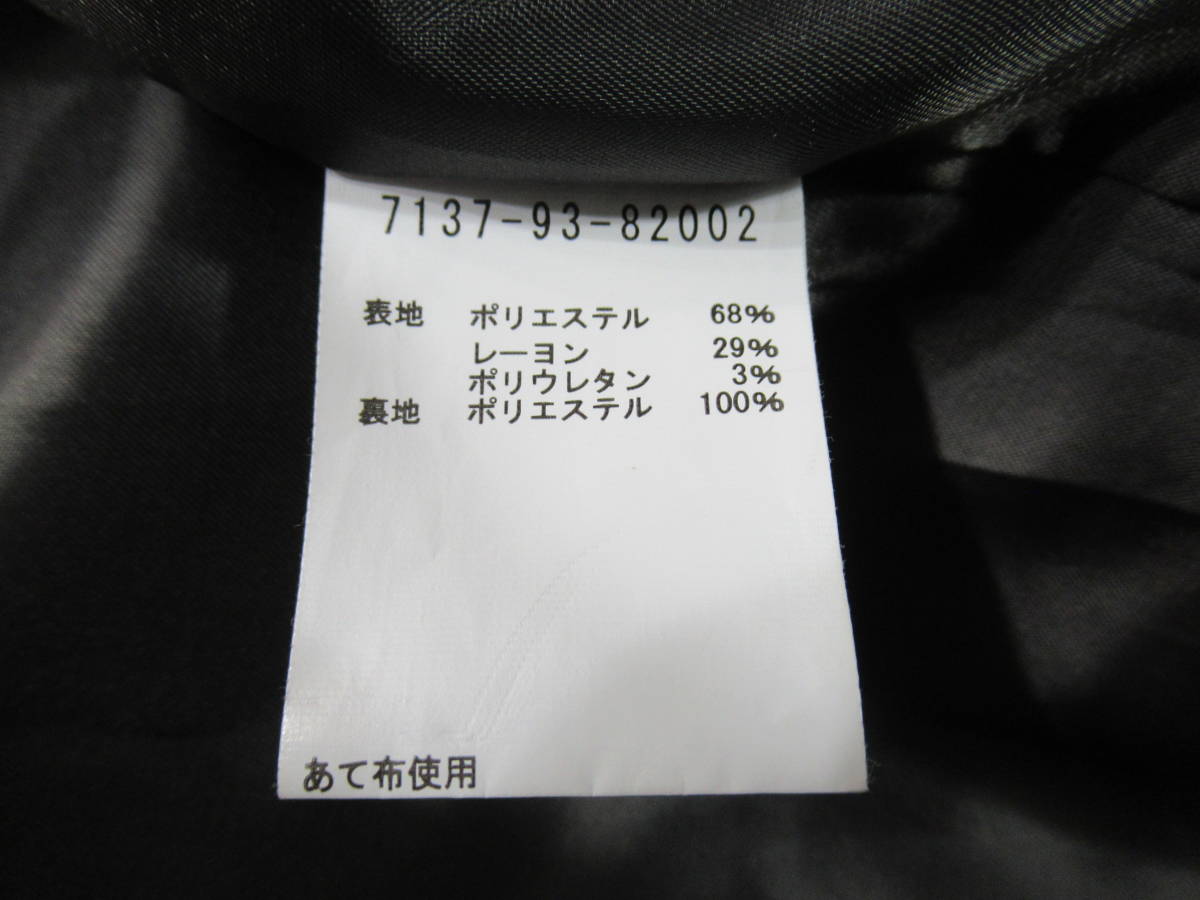 7137-93-82002
表地 ポリエステル 68%
レーヨン 29%
ポリウレタン 3%
裏地 ポリエステル 100%
あて布使用